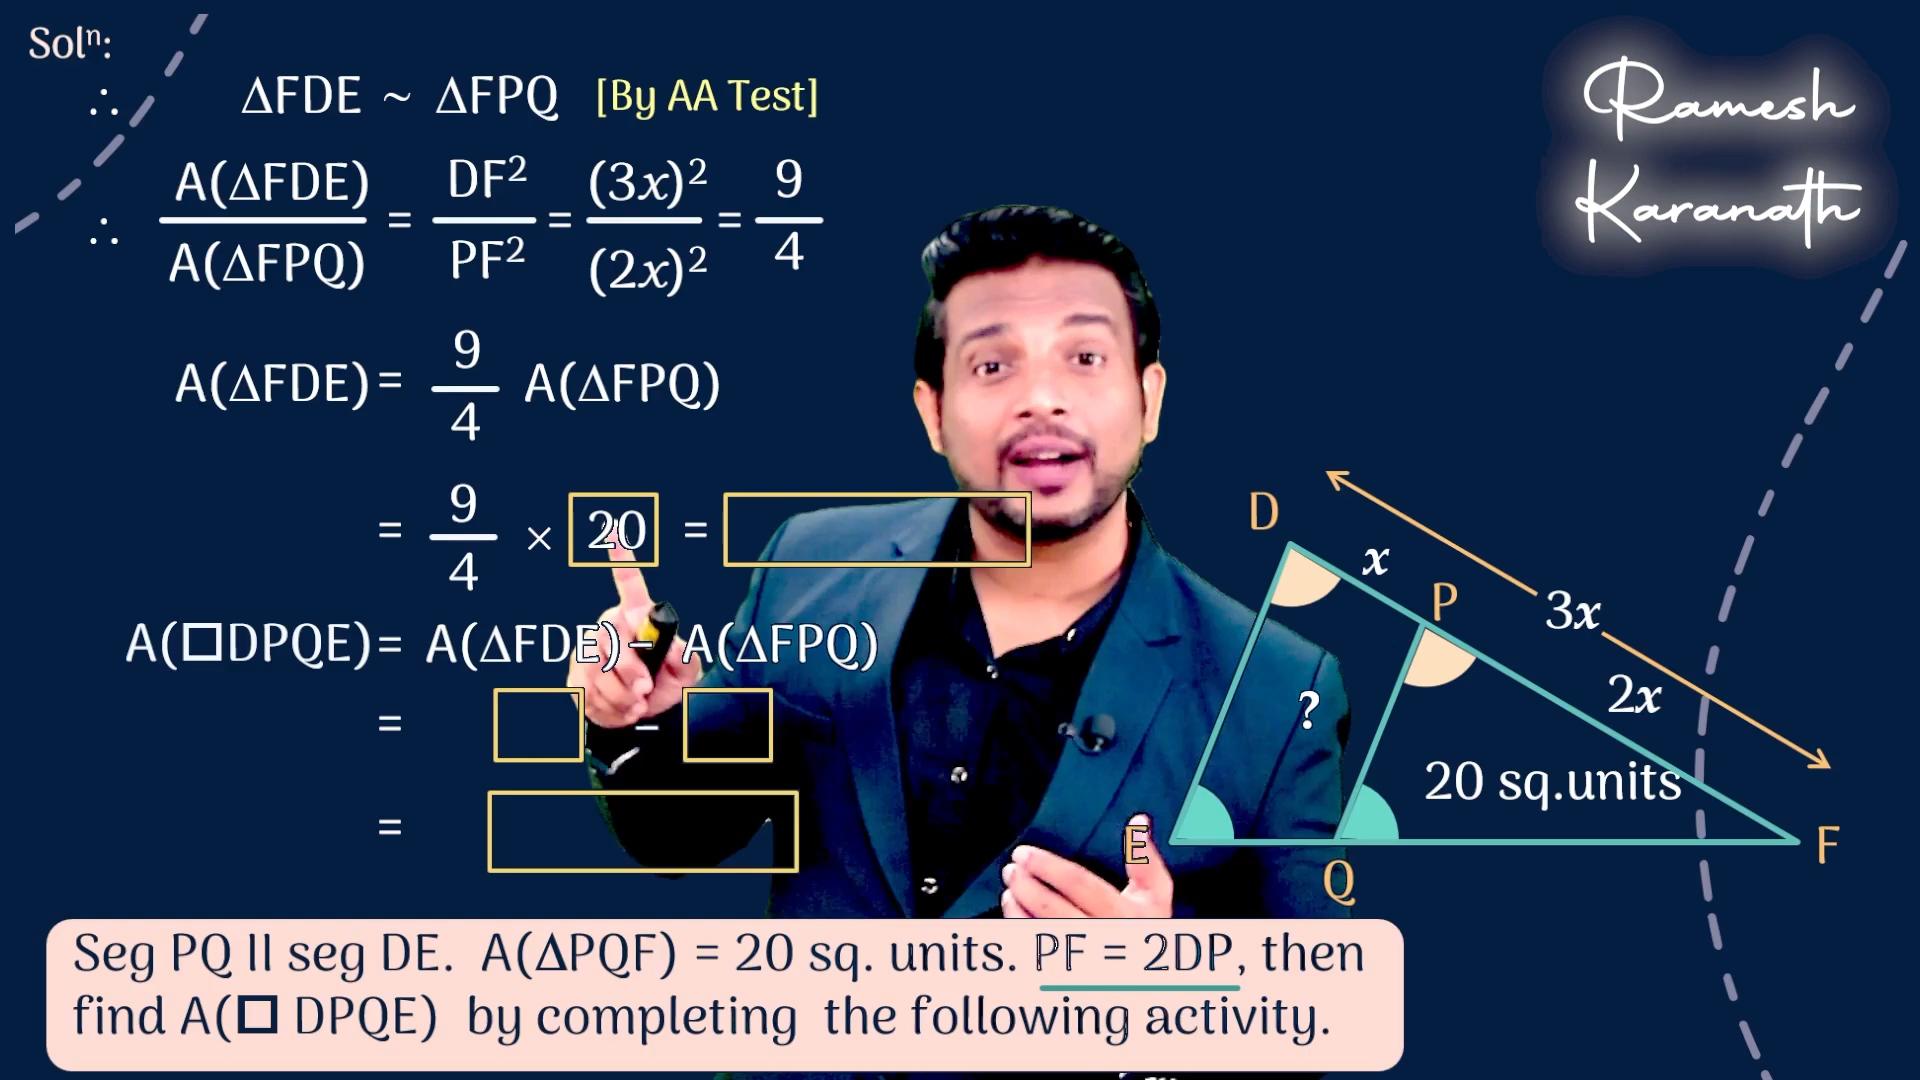 Solⁿ:
∴ ΔFDE ~ ΔFPQ [By AA Test]
∴ A(ΔFDE)/A(ΔFPQ) = DF²/PF² = (3x)²/(2x)² = 9/4
A(ΔFDE) = 9/4 A(ΔFPQ)
= 9/4 × 20 =
A(□DPQE) = A(ΔFDE) – A(ΔFPQ)
= –
=
Ramesh
Karanath
D
x
P
3x
2x
?
20 sq.units
E
Q
F
Seg PQ II seg DE. A(ΔPQF) = 20 sq. units. PF = 2DP, then
find A(□ DPQE) by completing the following activity.